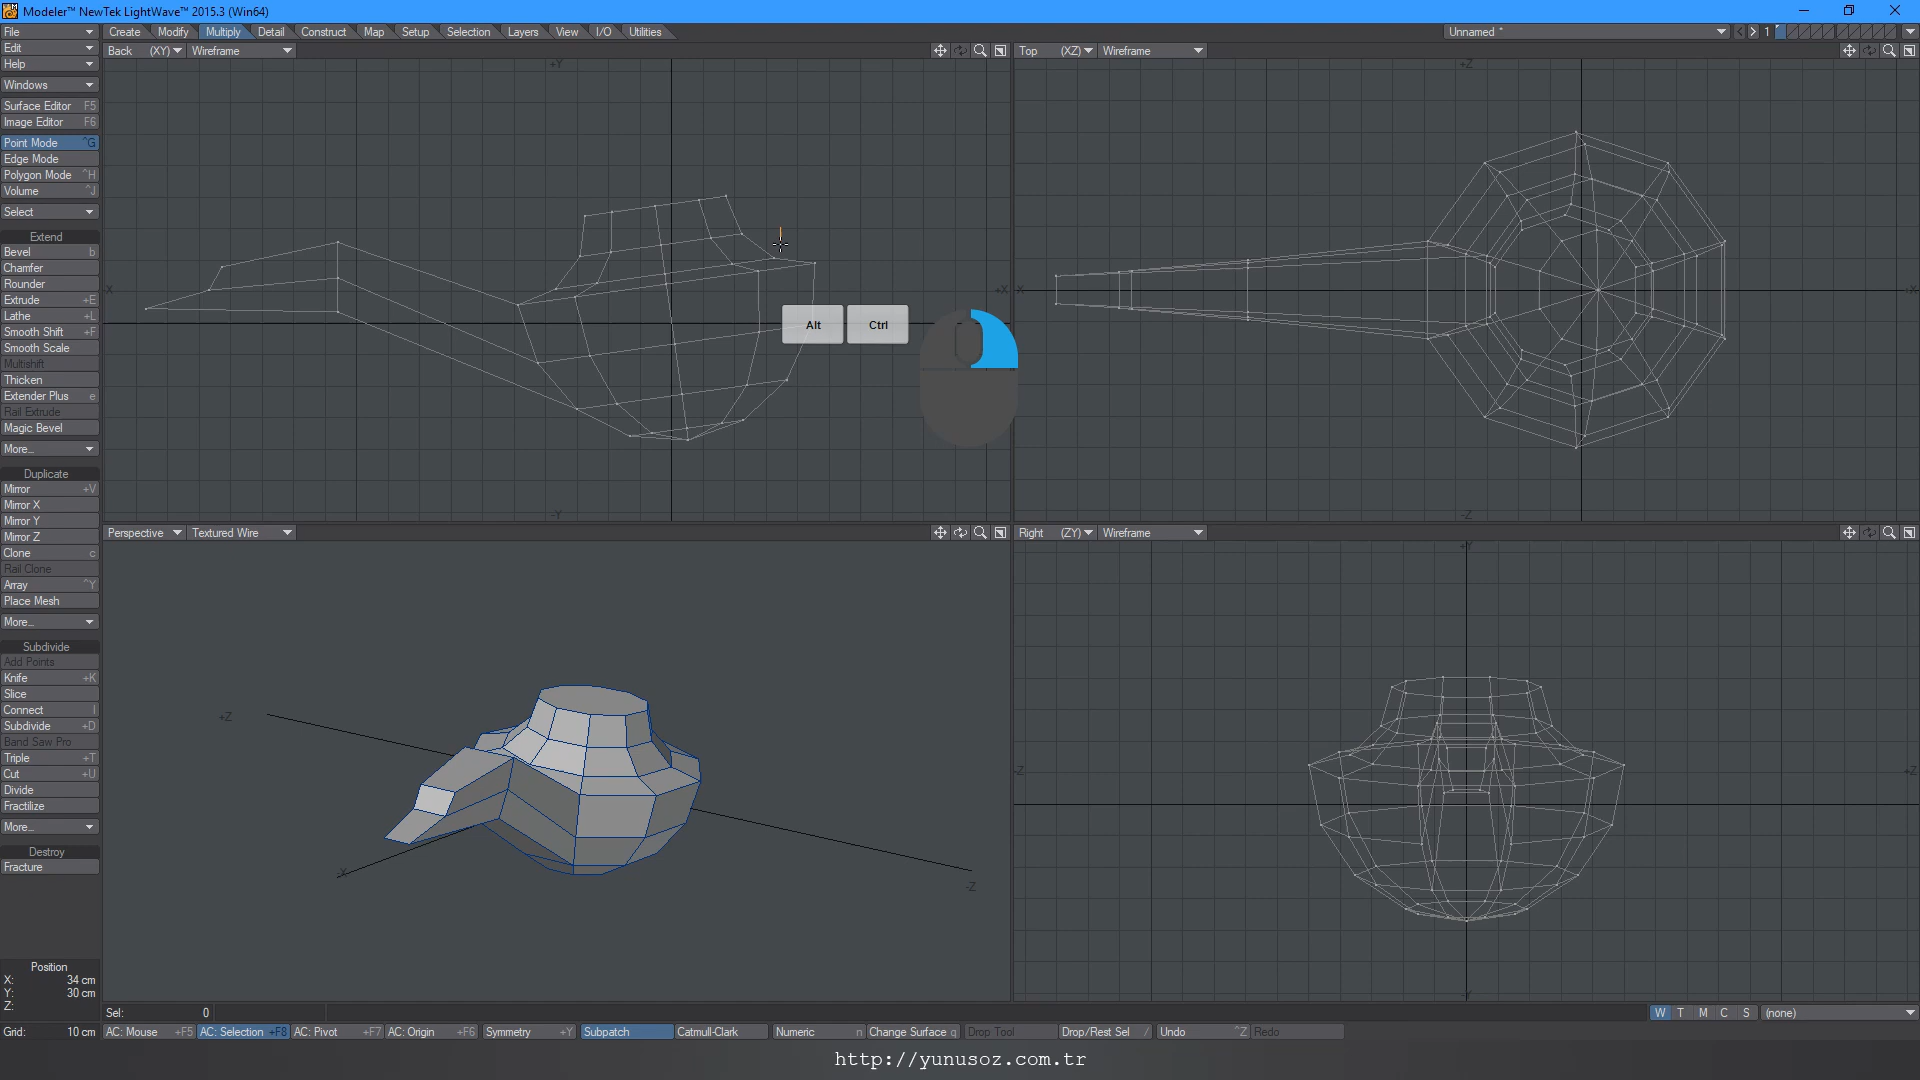 Modeler™ NewTek LightWave™ 2015.3 (Win64)
File Create Modify Multiply Detail Construct Map Setup Selection Layers View I/O Utilities Unnamed * < > 1
Edit Back (XY) Wireframe Top (XZ) Wireframe
Help
Windows
Surface Editor F5
Image Editor F6
Point Mode ^G
Edge Mode
Polygon Mode ^H
Volume ^J
Select
Extend
Bevel b
Chamfer
Rounder
Extrude +E
Lathe +L
Smooth Shift +F
Smooth Scale
Multishift
Thicken
Extender Plus e
Rail Extrude
Magic Bevel
More...
Duplicate
Mirror +V
Mirror X
Mirror Y
Mirror Z
Clone c
Rail Clone
Array ^Y
Place Mesh
More...
Subdivide
Add Points
Knife +K
Slice
Connect l
Subdivide +D
Band Saw Pro
Triple +T
Cut +U
Divide
Fractilize
More...
Destroy
Fracture
Position
X: 34 cm
Y: 30 cm
Z:
Grid: 10 cm
+Y
X +X
-Y
+Z
X +X
-Z
Alt Ctrl
Perspective Textured Wire
+Z
-X
-Z
Right (ZY) Wireframe
+Y
-Z +Z
-Y
Sel: 0
W T M C S (none)
AC: Mouse +F5 AC: Selection +F8 AC: Pivot +F7 AC: Origin +F6 Symmetry +Y Subpatch Catmull-Clark Numeric n Change Surface q Drop Tool Drop/Rest Sel / Undo ^Z Redo
http://yunusoz.com.tr